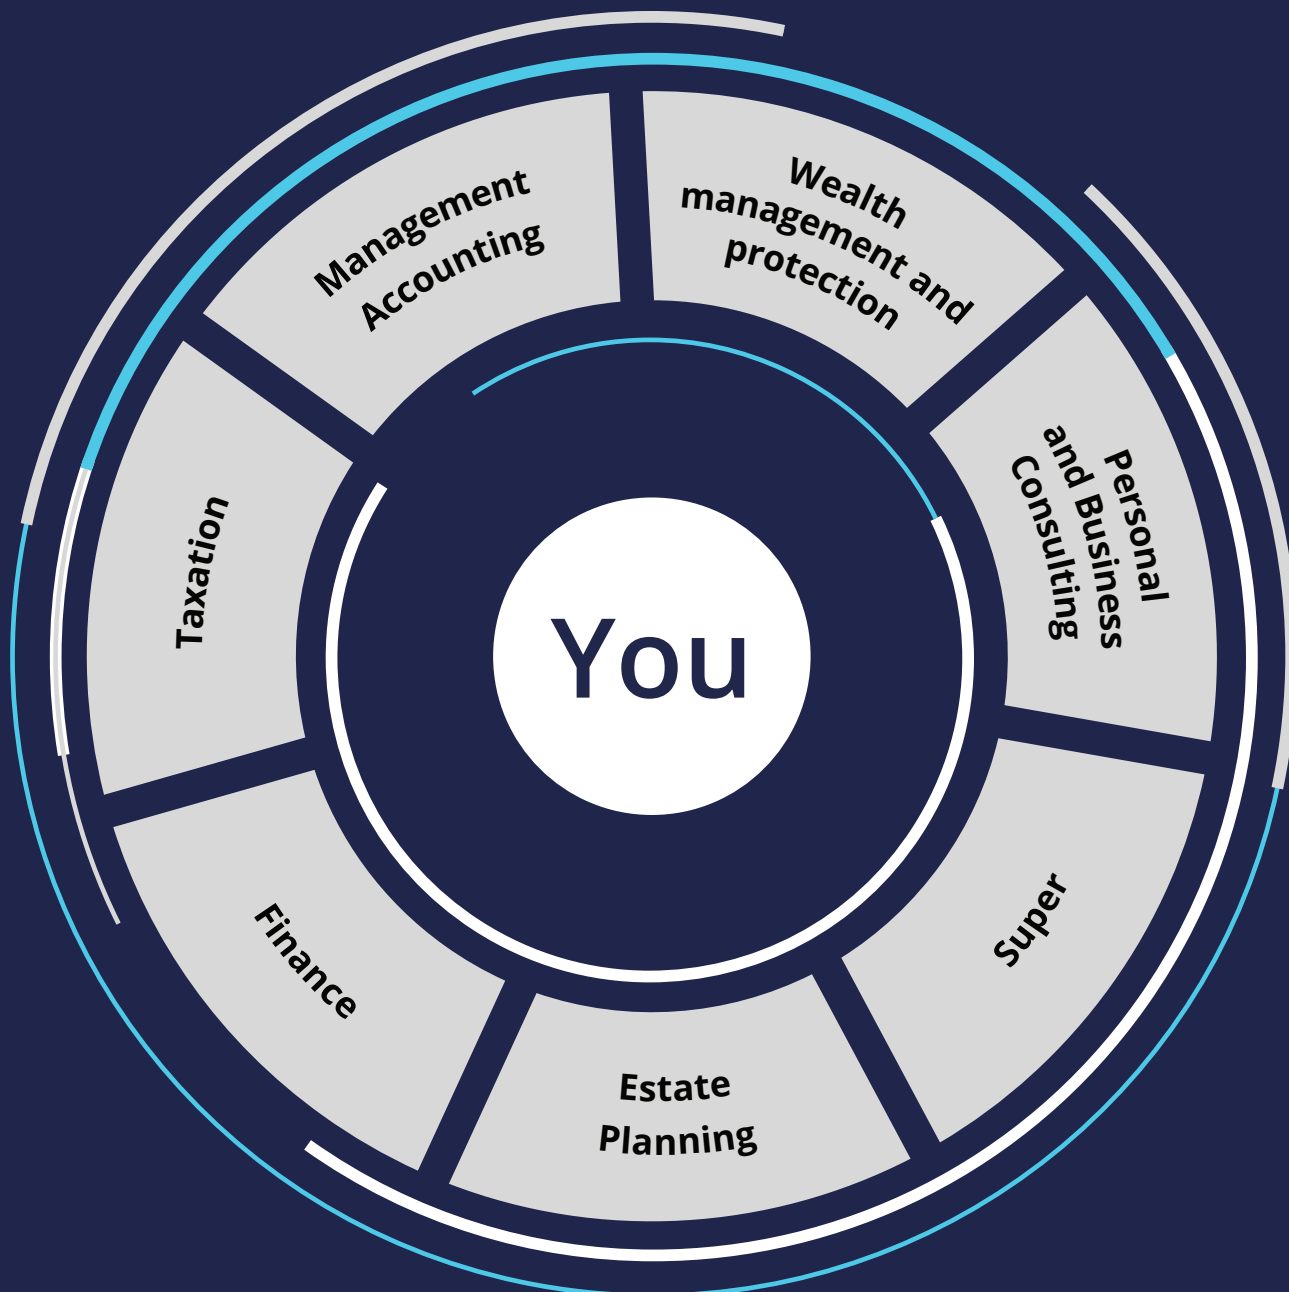 Management
Accounting
Wealth
management and
protection
Personal
and Business
Consulting
Super
Estate
Planning
Finance
Taxation
You